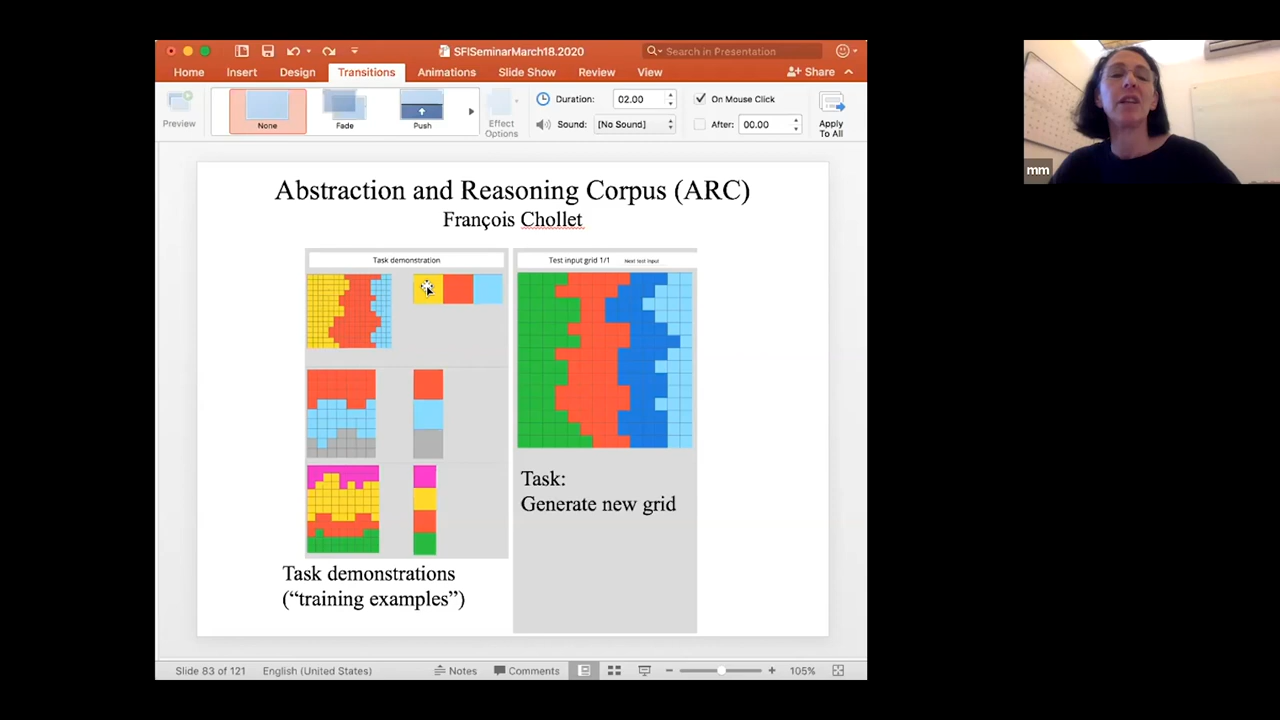 SFISeminarMarch18.2020
Search in Presentation
Home Insert Design Transitions Animations Slide Show Review View Share
Preview
None
Fade
Push
Effect Options
Duration: 02.00
Sound: [No Sound]
On Mouse Click
After: 00.00
Apply To All
Abstraction and Reasoning Corpus (ARC)
François Chollet
Task demonstration
Test input grid 1/1 Next test input
Task:
Generate new grid
Task demonstrations
(“training examples”)
Slide 83 of 121 English (United States) Notes Comments 105%
mm